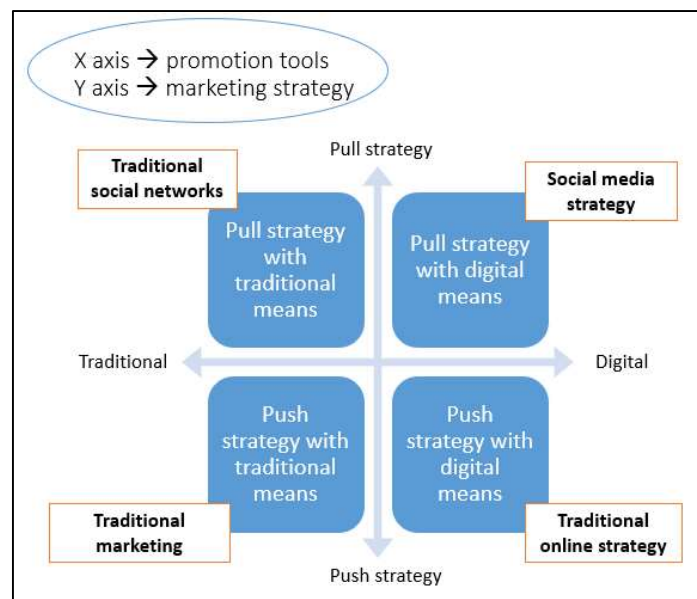 X axis → promotion tools
Y axis → marketing strategy
Pull strategy
Traditional
social networks
Social media
strategy
Pull strategy
with
traditional
means
Pull strategy
with digital
means
Traditional
Digital
Push
strategy with
traditional
means
Push
strategy with
digital
means
Traditional
marketing
Traditional
online strategy
Push strategy